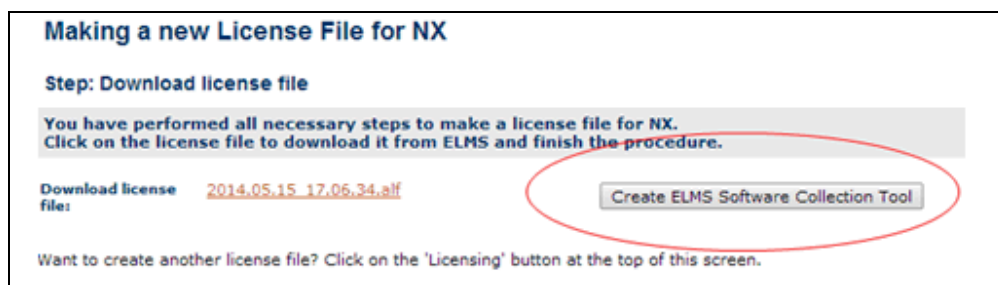 Making a new License File for NX
Step: Download license file
You have performed all necessary steps to make a license file for NX.
Click on the license file to download it from ELMS and finish the procedure.
Download license
file:
2014.05.15_17.06.34.alf
Create ELMS Software Collection Tool
Want to create another license file? Click on the 'Licensing' button at the top of this screen.